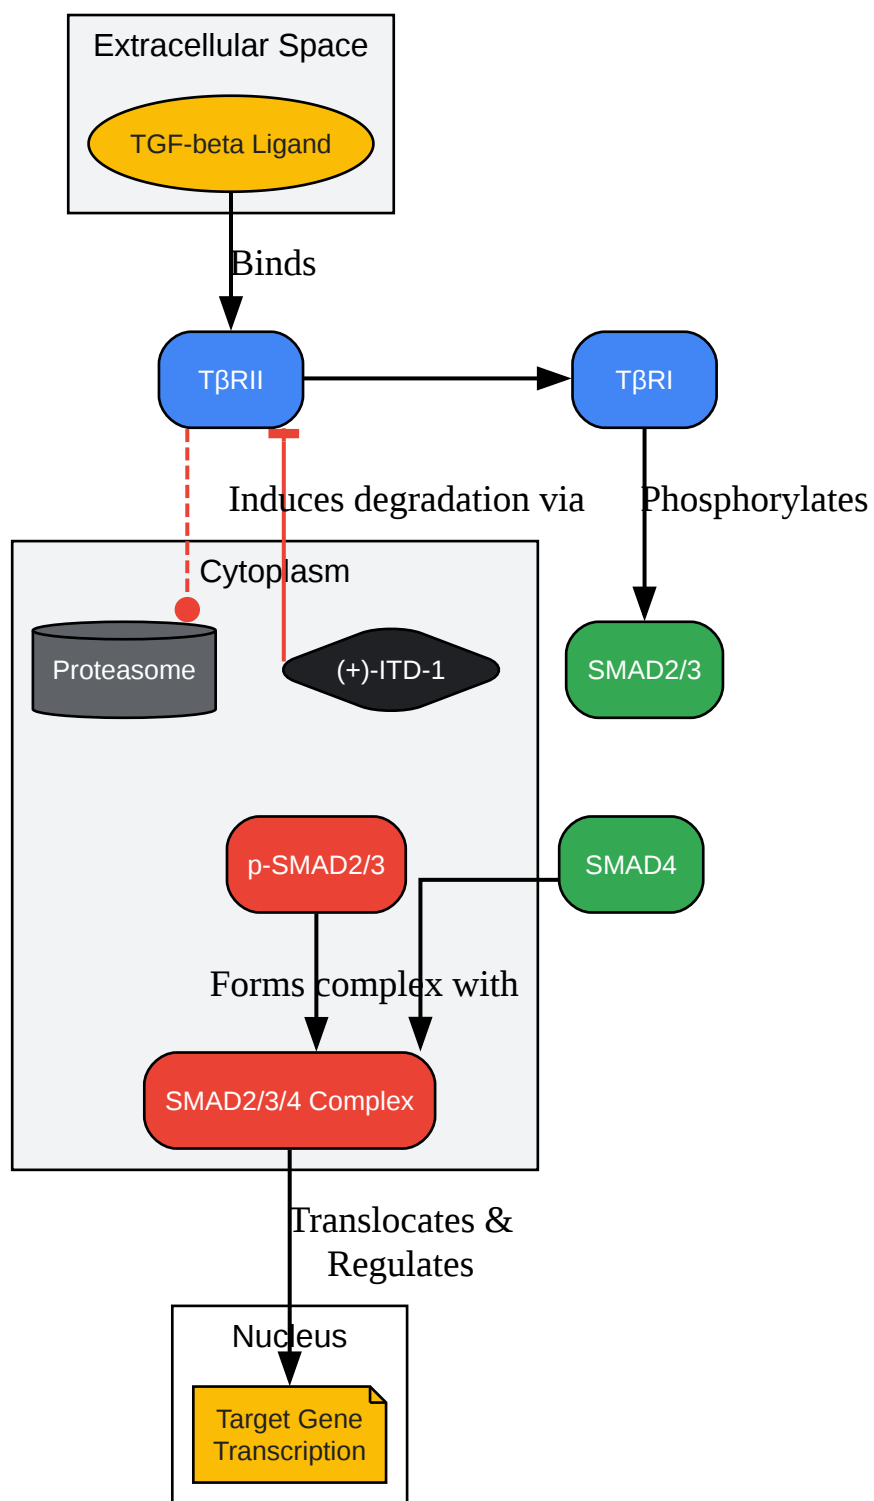 Extracellular Space
TGF-beta Ligand
Binds
TβRII
TβRI
Induces degradation via
Phosphorylates
Cytoplasm
Proteasome
(+)-ITD-1
SMAD2/3
p-SMAD2/3
SMAD4
Forms complex with
SMAD2/3/4 Complex
Translocates &
Regulates
Nucleus
Target Gene
Transcription